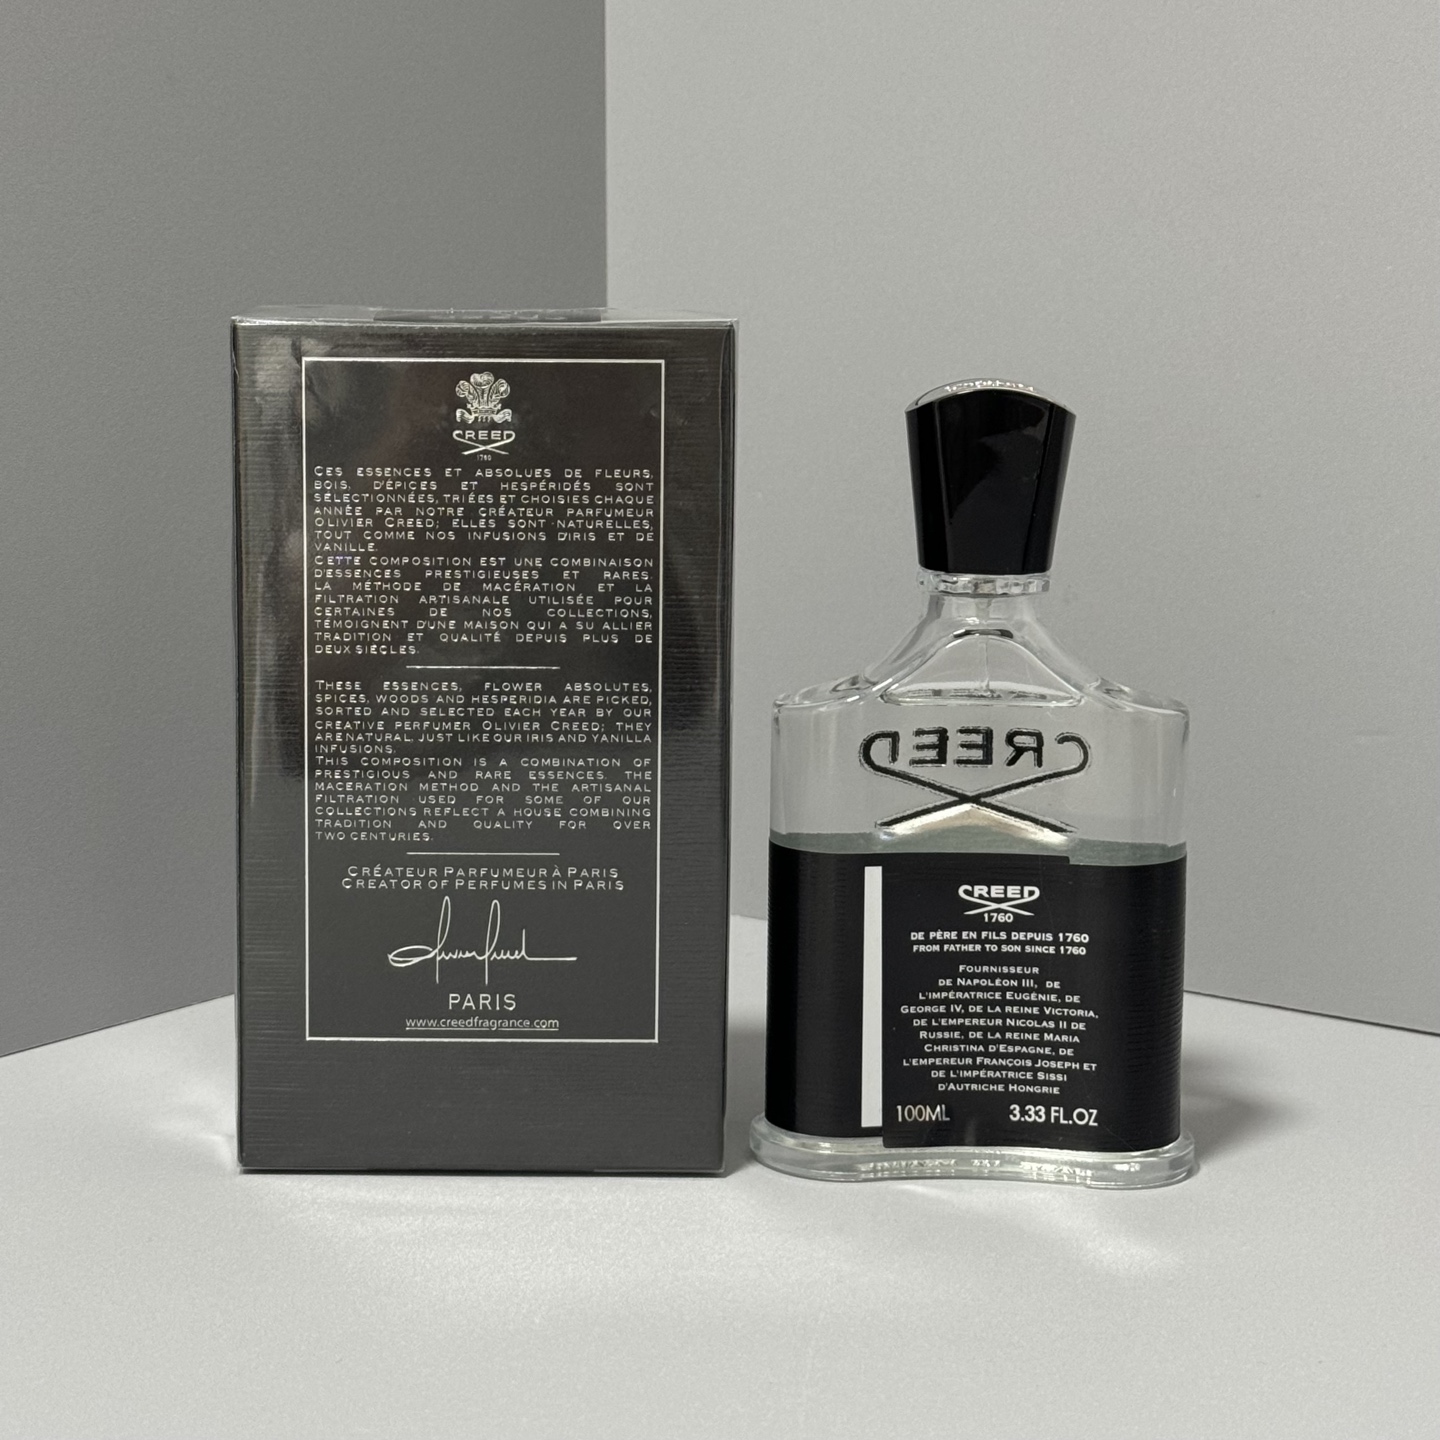 CREED
1760
CES ESSENCES ET ABSOLUES DE FLEURS,
BOIS, D'ÉPICES ET HESPÉRIDÉS SONT
SÉLECTIONNÉES, TRIÉES ET CHOISIES CHAQUE
ANNÉE PAR NOTRE CRÉATEUR PARFUMEUR
OLIVIER CREED; ELLES SONT NATURELLES,
TOUT COMME NOS INFUSIONS D'IRIS ET DE
VANILLE.
CETTE COMPOSITION EST UNE COMBINAISON
D'ESSENCES PRESTIGIEUSES ET RARES.
LA MÉTHODE DE MACÉRATION ET LA
FILTRATION ARTISANALE UTILISÉE POUR
CERTAINES DE NOS COLLECTIONS,
TÉMOIGNENT D'UNE MAISON QUI A SU ALLIER
TRADITION ET QUALITÉ DEPUIS PLUS DE
DEUX SIÈCLES.
THESE ESSENCES, FLOWER ABSOLUTES,
SPICES, WOODS AND HESPERIDIA ARE PICKED,
SORTED AND SELECTED EACH YEAR BY OUR
CREATIVE PERFUMER OLIVIER CREED; THEY
ARE NATURAL, JUST LIKE OUR IRIS AND VANILLA
INFUSIONS.
THIS COMPOSITION IS A COMBINATION OF
PRESTIGIOUS AND RARE ESSENCES. THE
MACERATION METHOD AND THE ARTISANAL
FILTRATION USED FOR SOME OF OUR
COLLECTIONS REFLECT A HOUSE COMBINING
TRADITION AND QUALITY FOR OVER
TWO CENTURIES.
CRÉATEUR PARFUMEUR À PARIS
CREATOR OF PERFUMES IN PARIS
Olivier Creed
PARIS
www.creedfragrance.com
CREED
CREED
1760
DE PÈRE EN FILS DEPUIS 1760
FROM FATHER TO SON SINCE 1760
FOURNISSEUR
DE NAPOLÉON III, DE
L'IMPÉRATRICE EUGÉNIE, DE
GEORGE IV, DE LA REINE VICTORIA,
DE L'EMPEREUR NICOLAS II DE
RUSSIE, DE LA REINE MARIA
CHRISTINA D'ESPAGNE, DE
L'EMPEREUR FRANÇOIS JOSEPH ET
DE L'IMPÉRATRICE SISSI
D'AUTRICHE HONGRIE
100ML 3.33 FL.OZ